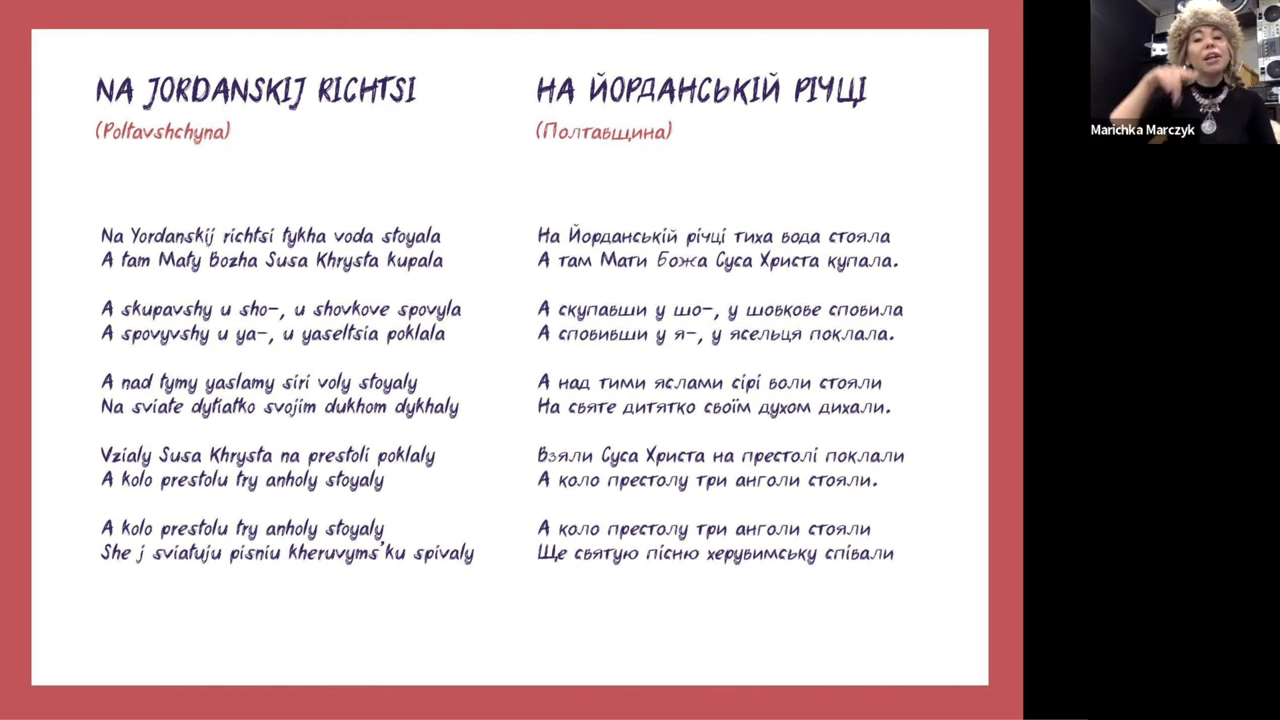 NA JORDANSKIJ RICHTSI
(Poltavshchyna)
Na Yordanskij richtsi tykha voda stoyala
A tam Maty Bozha Susa Khrysta kupala
A skupavshy u sho–, u shovkove spovyla
A spovyvshy u ya–, u yaseltsia poklala
A nad tymy yaslamy siri voly stoyaly
Na sviate dytiatko svojim dukhom dykhaly
Vzialy Susa Khrysta na prestoli poklaly
A kolo prestolu try anholy stoyaly
A kolo prestolu try anholy stoyaly
She j sviatuju pisniu kheruvyms'ku spivaly
НА ЙОРДАНСЬКІЙ РІЧЦІ
(Полтавщина)
На Йорданській річці тиха вода стояла
А там Мати Божа Суса Христа купала.
А скупавши у шо–, у шовкове сповила
А сповивши у я–, у ясельця поклала.
А над тими яслами сірі воли стояли
На святе дитятко своїм духом дихали.
Взяли Суса Христа на престолі поклали
А коло престолу три анголи стояли.
А коло престолу три анголи стояли
Ще святую пісню херувимську співали
Marichka Marczyk